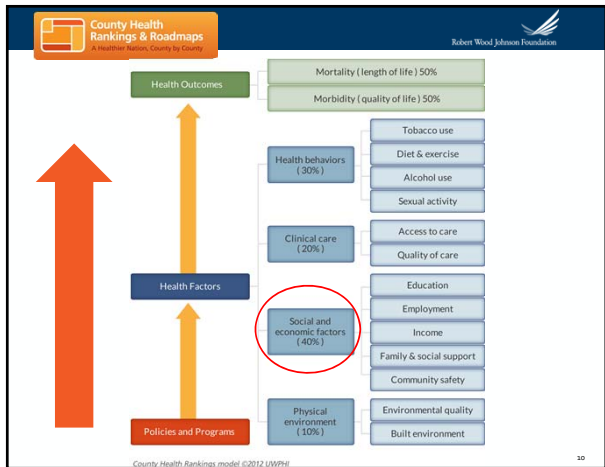 County Health
Rankings & Roadmaps
A Healthier Nation, County by County
Robert Wood Johnson Foundation
Health Outcomes
Mortality ( length of life ) 50%
Morbidity ( quality of life ) 50%
Health behaviors
( 30% )
Tobacco use
Diet & exercise
Alcohol use
Sexual activity
Clinical care
( 20% )
Access to care
Quality of care
Health Factors
Social and
economic factors
( 40% )
Education
Employment
Income
Family & social support
Community safety
Policies and Programs
Physical
environment
( 10% )
Environmental quality
Built environment
County Health Rankings model ©2012 UWPHI
10